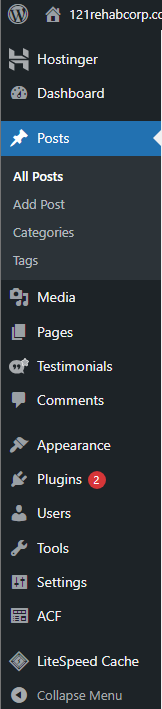 121rehabcorp.co
Hostinger
Dashboard
Posts
All Posts
Add Post
Categories
Tags
Media
Pages
Testimonials
Comments
Appearance
Plugins 2
Users
Tools
Settings
ACF
LiteSpeed Cache
Collapse Menu